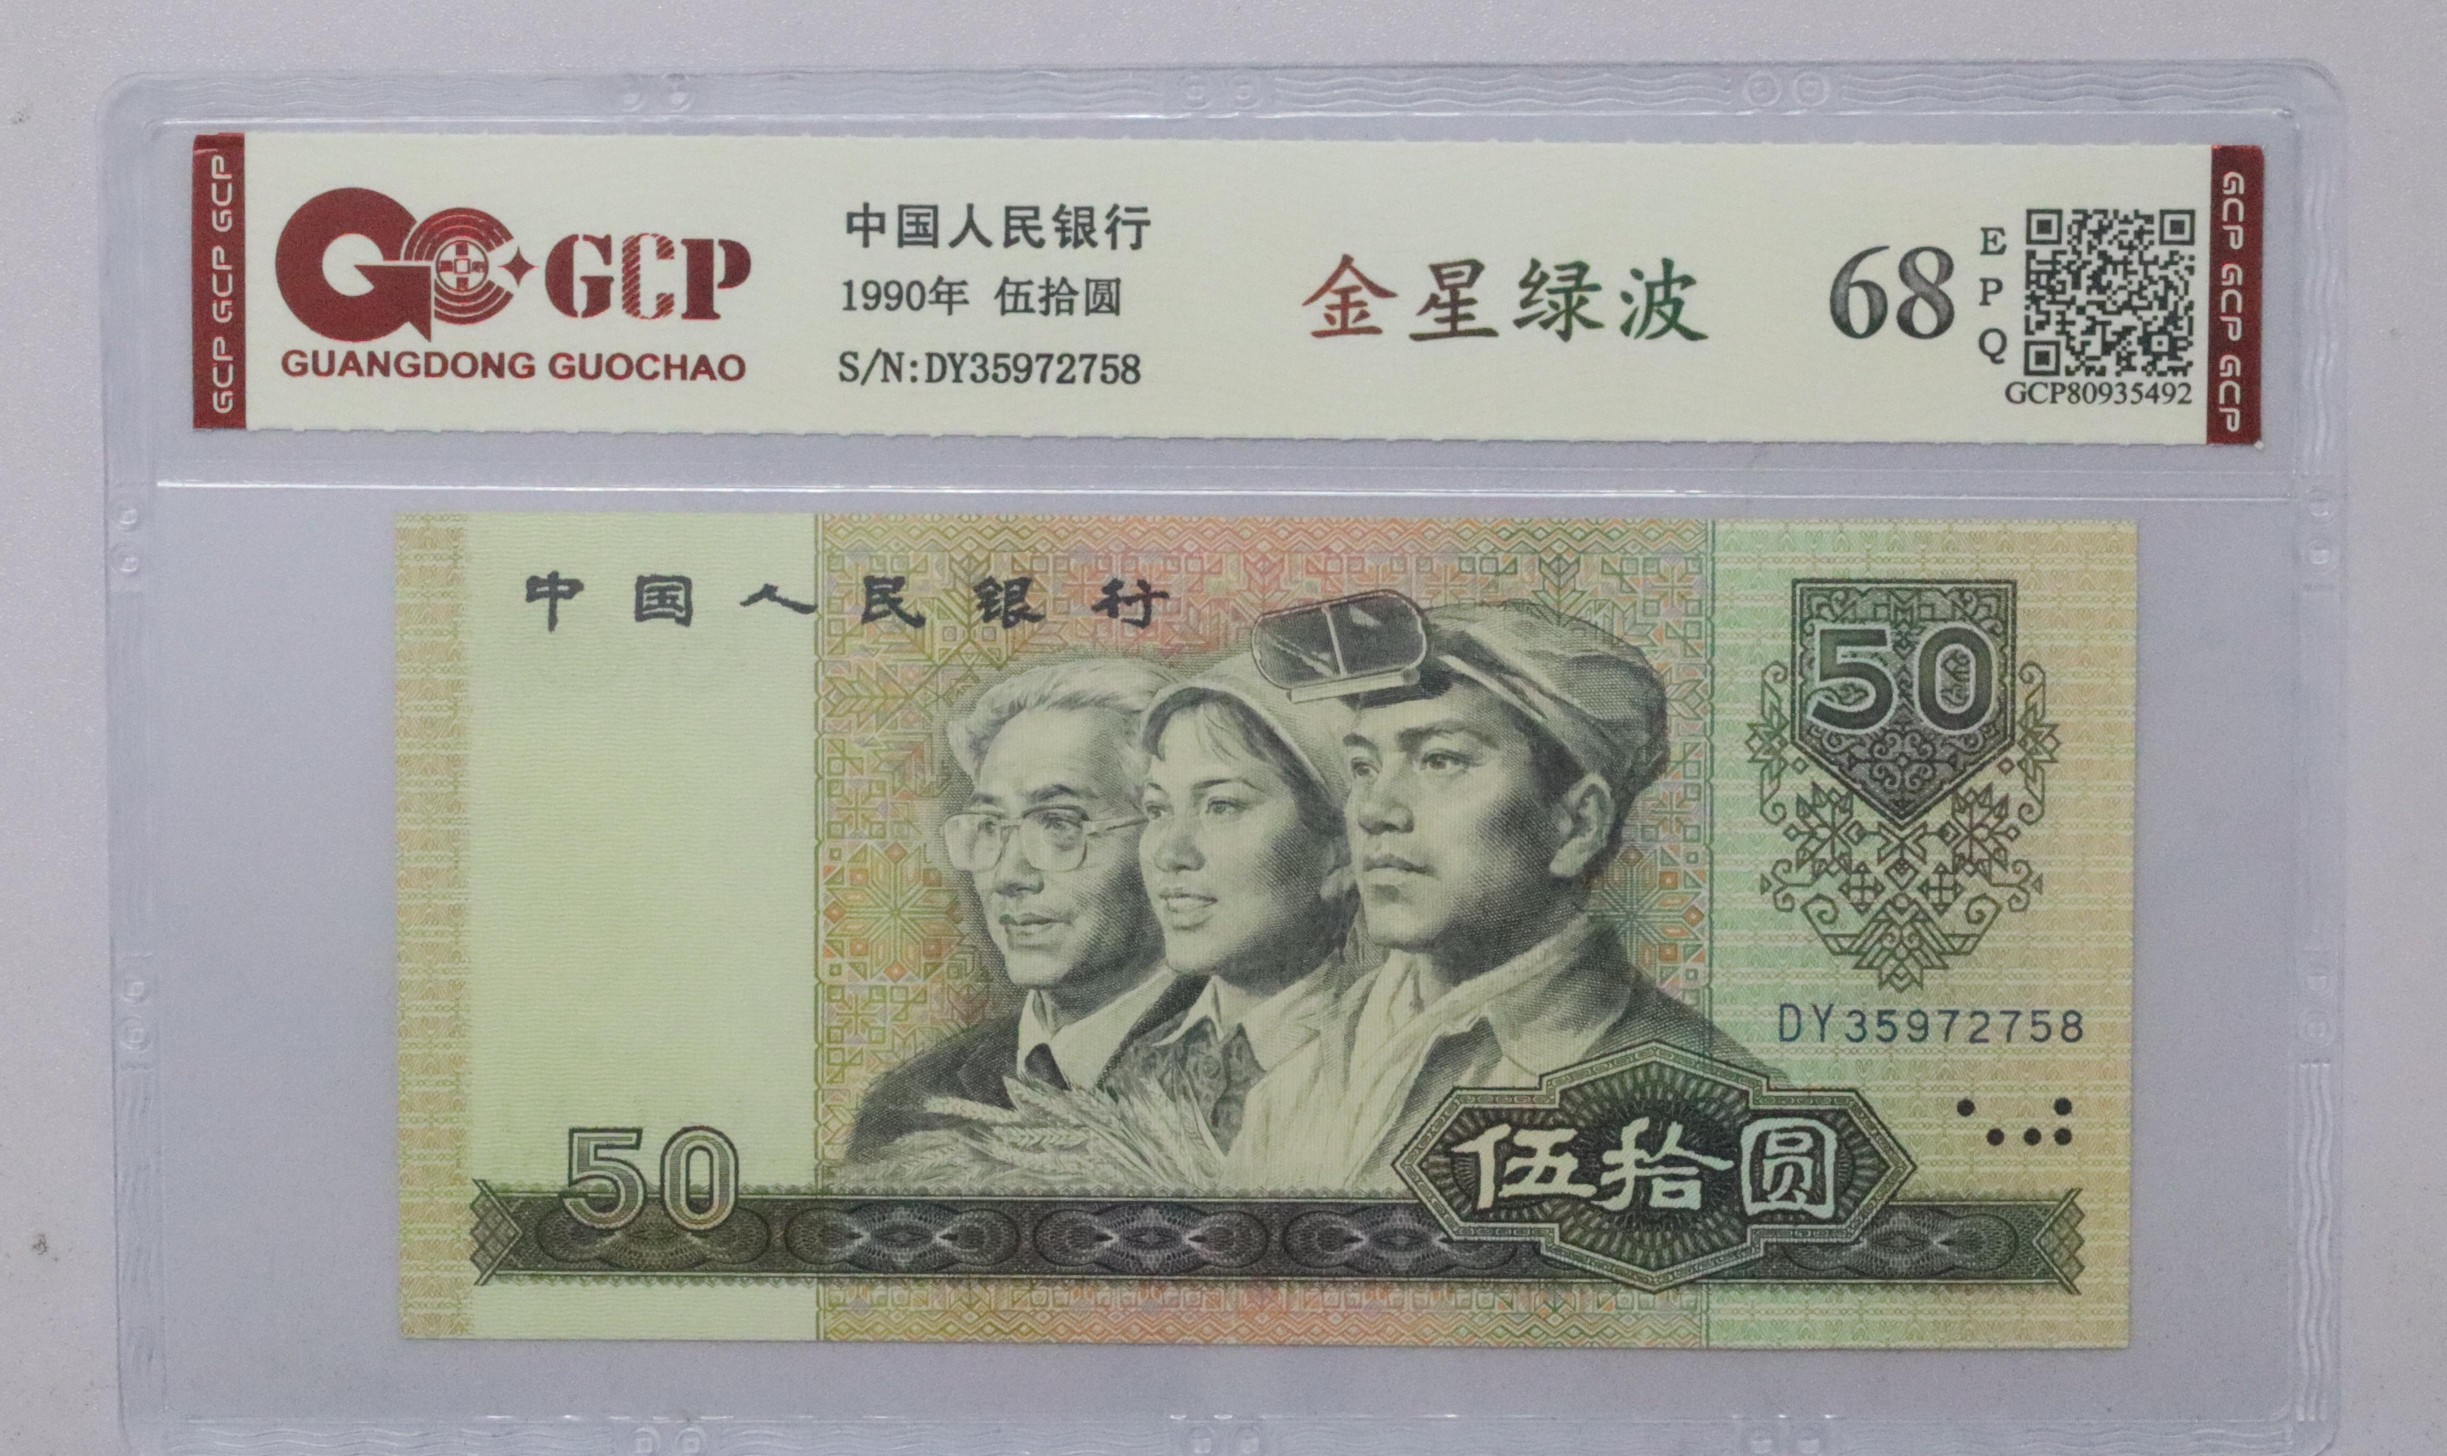 GCP GCP GCP
GCP
GUANGDONG GUOCHAO
中国人民银行
1990年 伍拾圆
S/N:DY35972758
金星绿波
68
EPQ
GCP80935492
GCP GCP GCP
中国人民银行
50
DY35972758
50
伍拾圆